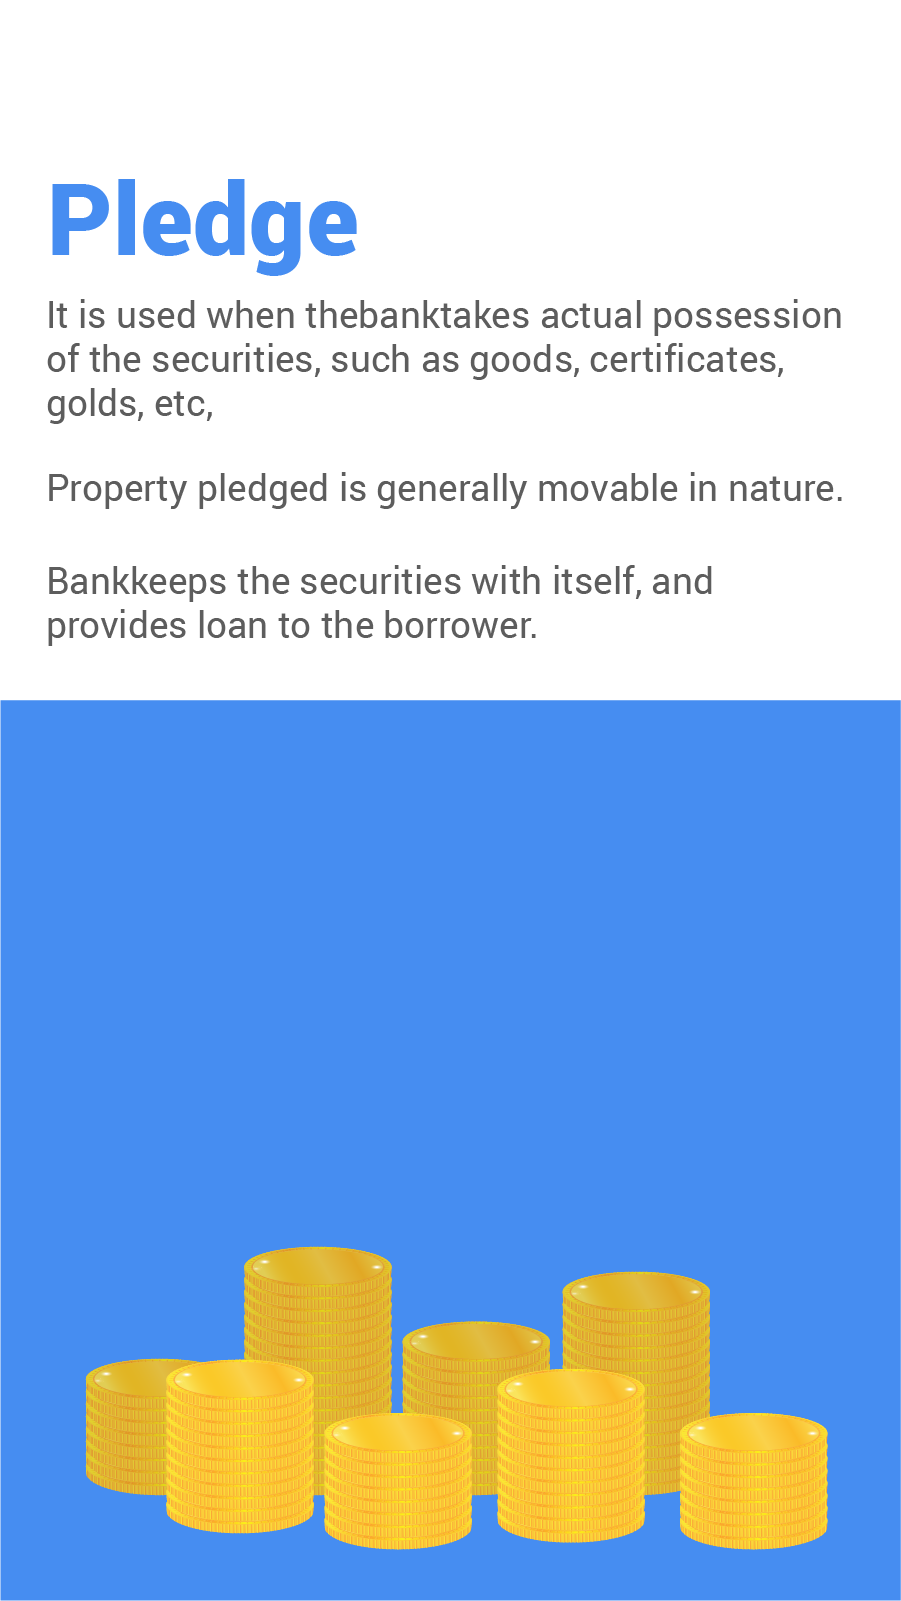 Pledge
It is used when thebanktakes actual possession
of the securities, such as goods, certificates,
golds, etc,
Property pledged is generally movable in nature.
Bankkeeps the securities with itself, and
provides loan to the borrower.